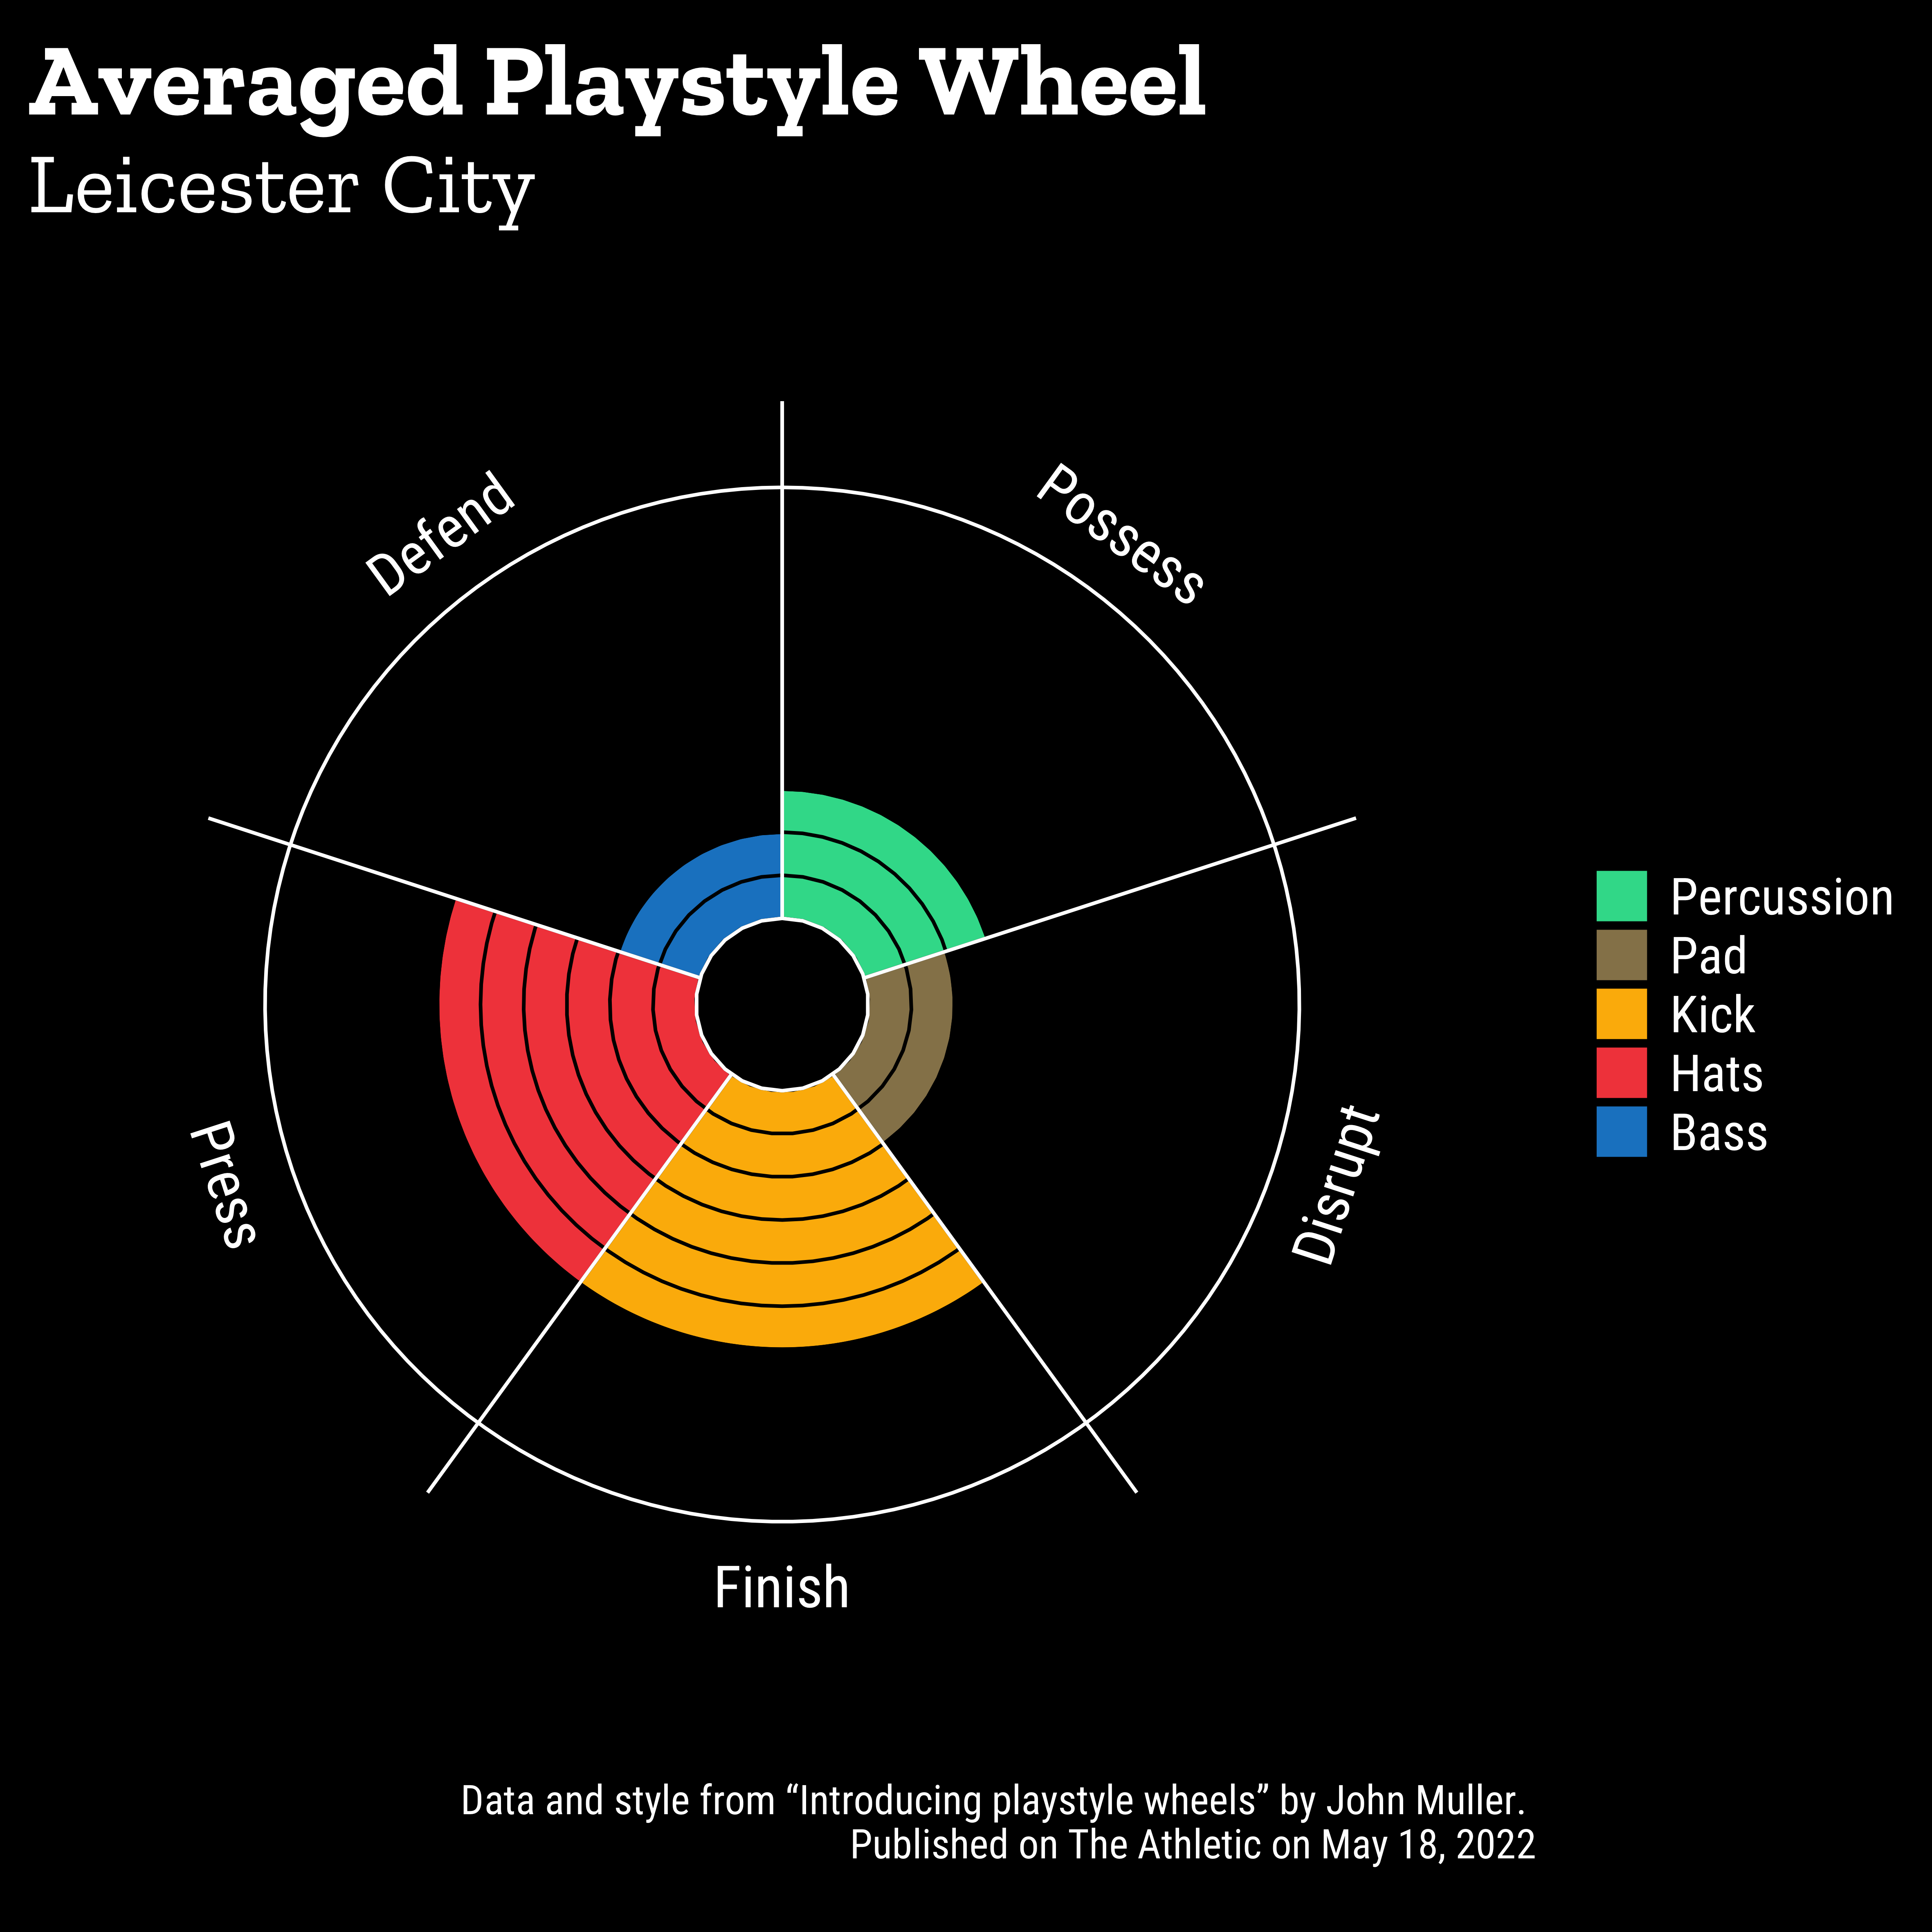 Averaged Playstyle Wheel
Leicester City
Defend
Possess
Press
Disrupt
Finish
Percussion
Pad
Kick
Hats
Bass
Data and style from “Introducing playstyle wheels” by John Muller.
Published on The Athletic on May 18, 2022